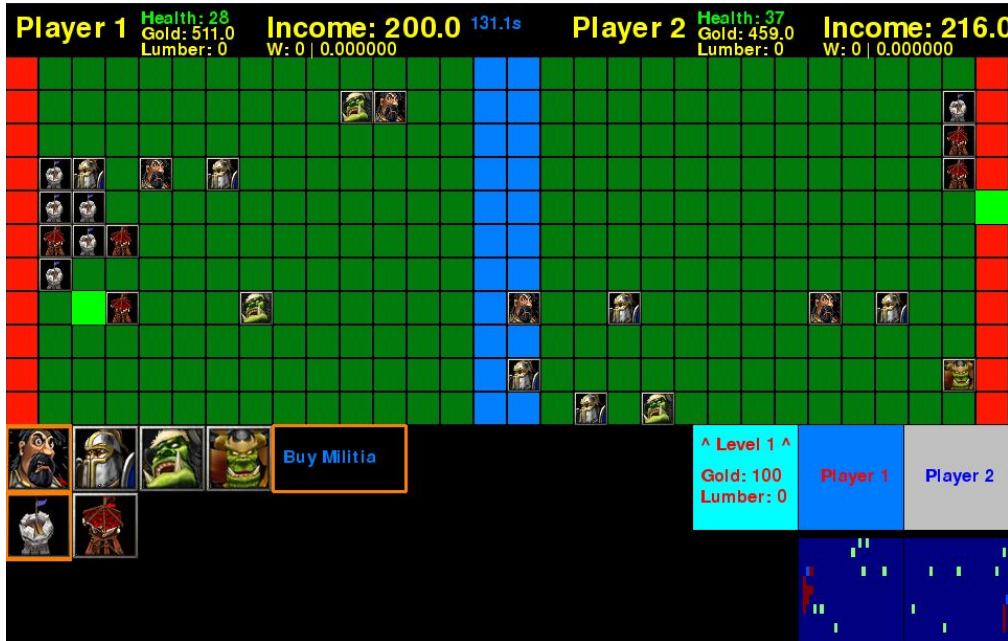 Player 1
Health: 28
Gold: 511.0
Lumber: 0
Income: 200.0
W: 0 | 0.000000
131.1s
Player 2
Health: 37
Gold: 459.0
Lumber: 0
Income: 216.0
W: 0 | 0.000000
Buy Militia
^ Level 1 ^
Gold: 100
Lumber: 0
Player 1
Player 2